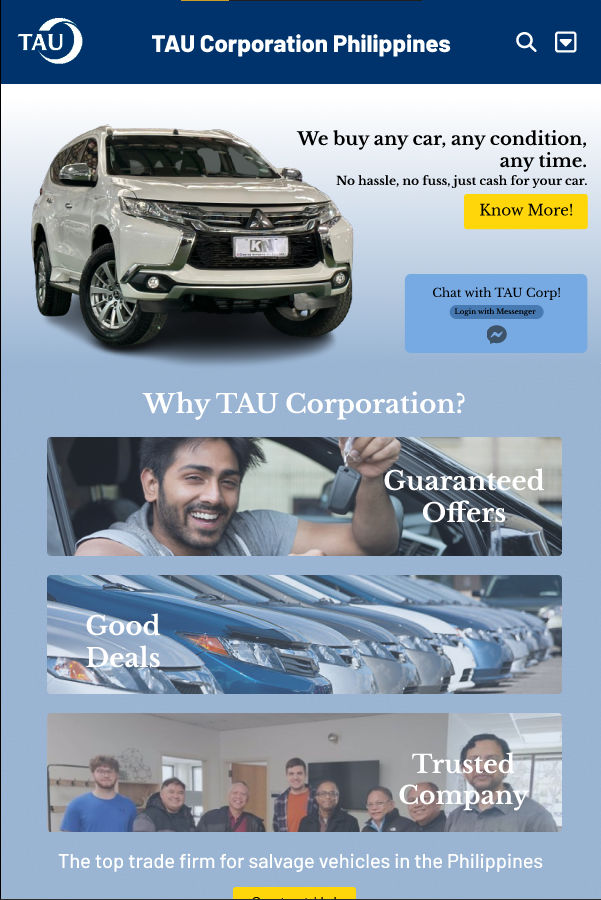 TAU
TAU Corporation Philippines
We buy any car, any condition,
any time.
No hassle, no fuss, just cash for your car.
Know More!
KN
Chat with TAU Corp!
Login with Messenger
Why TAU Corporation?
Guaranteed
Offers
Good
Deals
Trusted
Company
The top trade firm for salvage vehicles in the Philippines